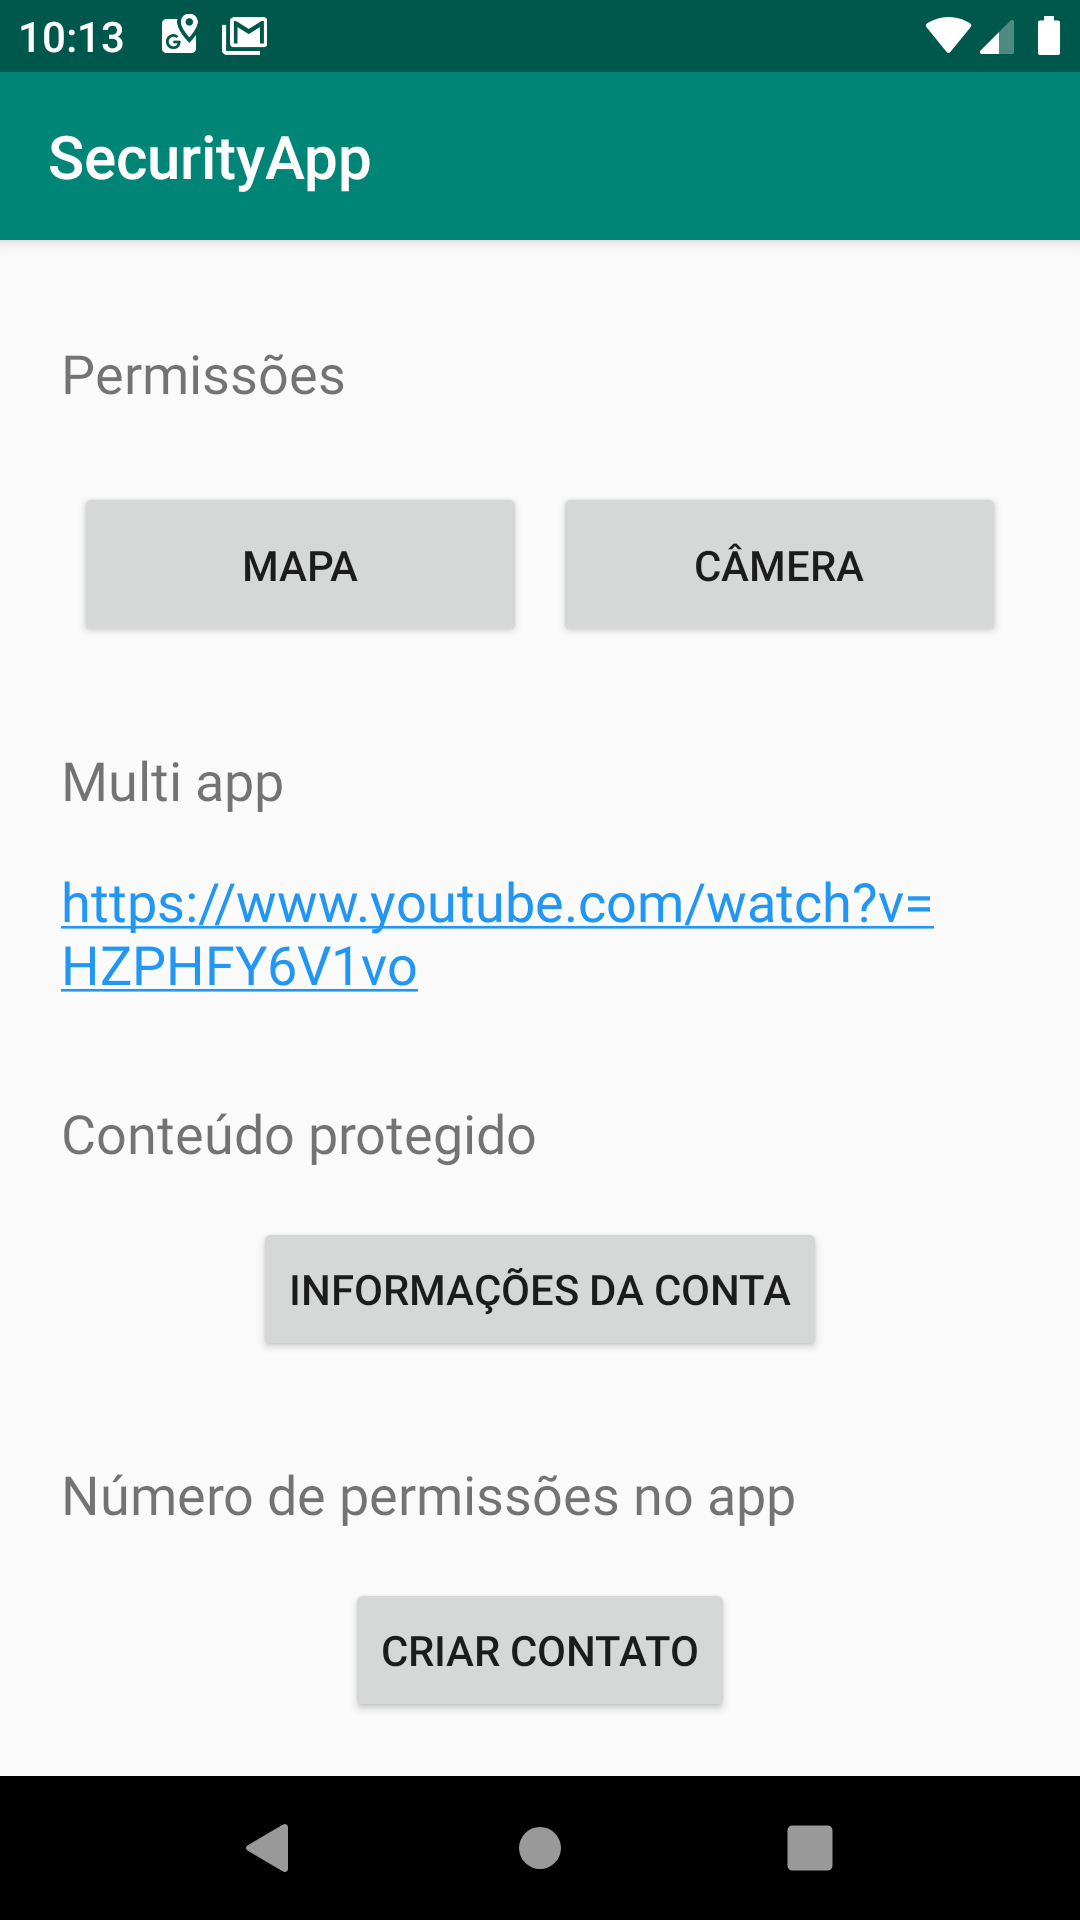 10:13
SecurityApp
Permissões
MAPA
CÂMERA
Multi app
https://www.youtube.com/watch?v=
HZPHFY6V1vo
Conteúdo protegido
INFORMAÇÕES DA CONTA
Número de permissões no app
CRIAR CONTATO